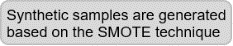 Synthetic samples are generated
based on the SMOTE technique